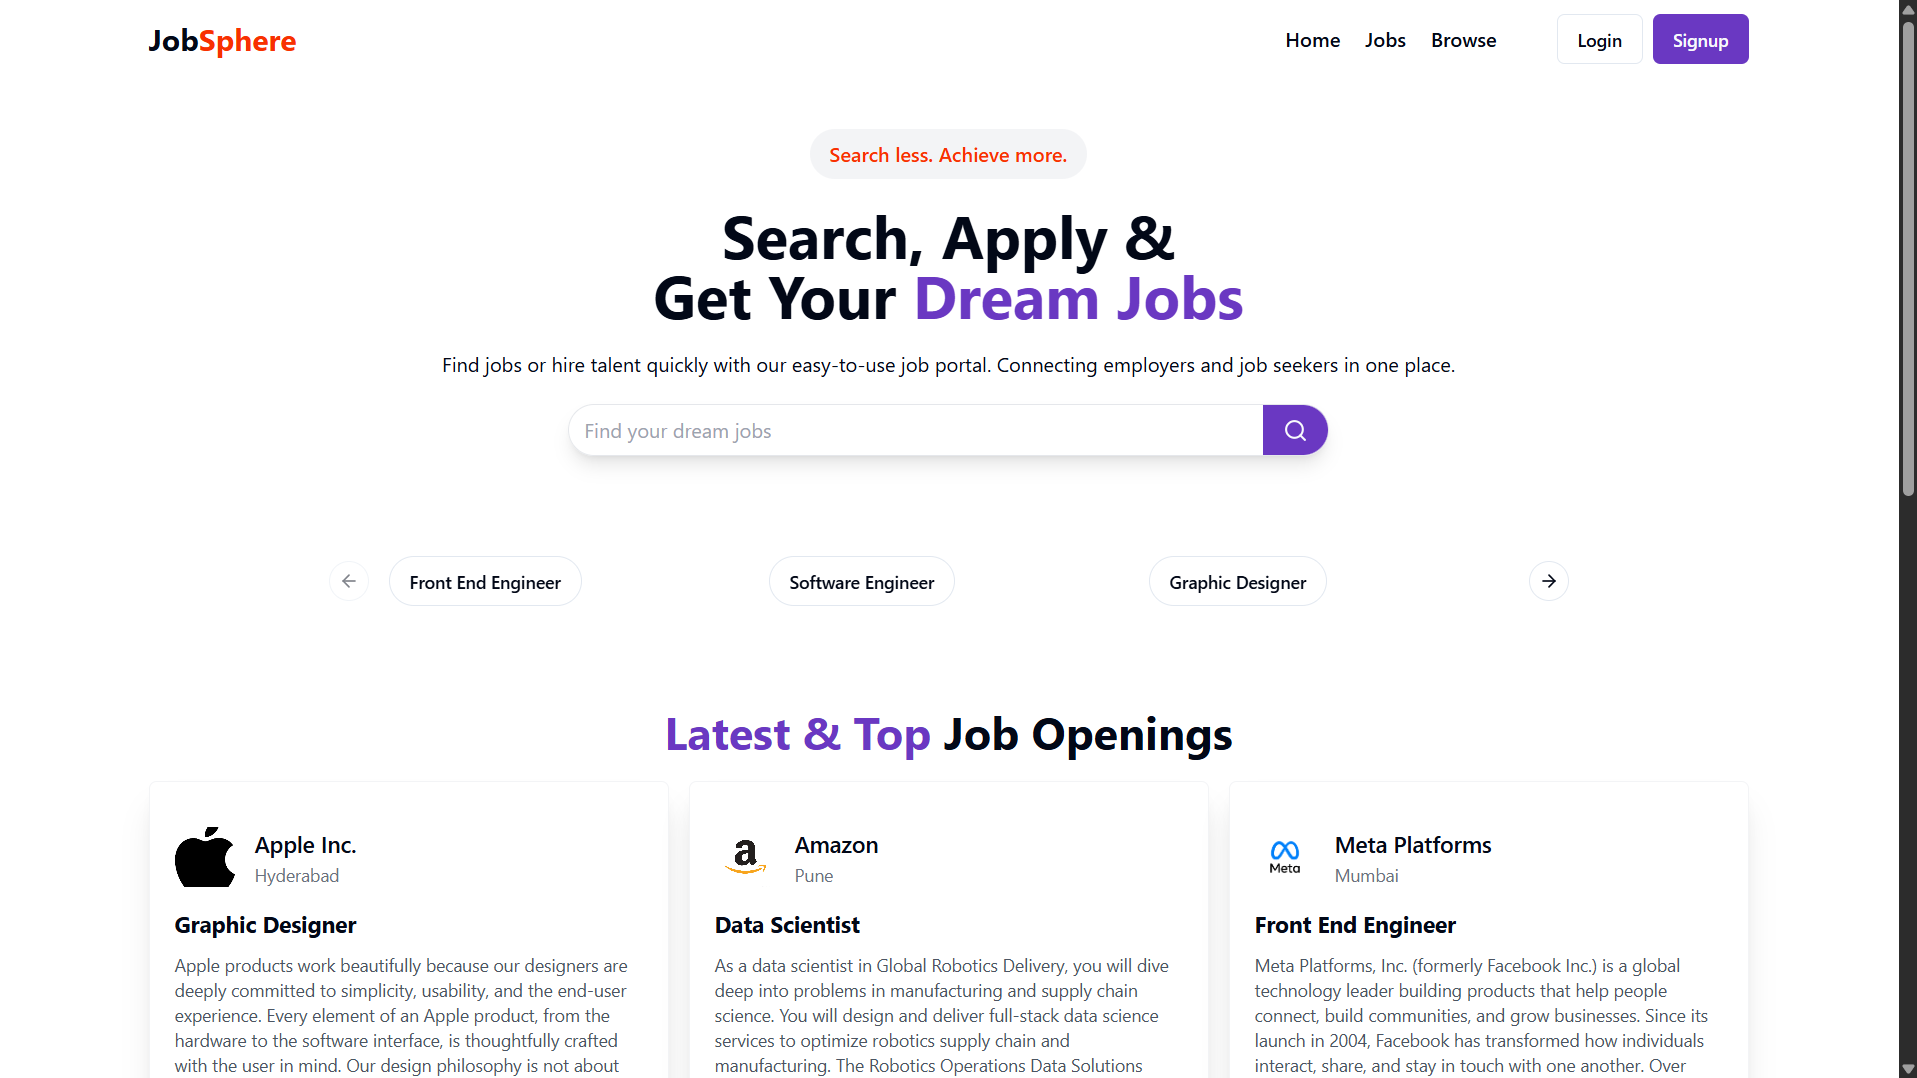 JobSphere
Home
Jobs
Browse
Login
Signup
Search less. Achieve more.
Search, Apply &
Get Your Dream Jobs
Find jobs or hire talent quickly with our easy-to-use job portal. Connecting employers and job seekers in one place.
Find your dream jobs
Front End Engineer
Software Engineer
Graphic Designer
Latest & Top Job Openings
Apple Inc.
Hyderabad
Graphic Designer
Apple products work beautifully because our designers are
deeply committed to simplicity, usability, and the end-user
experience. Every element of an Apple product, from the
hardware to the software interface, is thoughtfully crafted
with the user in mind. Our design philosophy is not about
a
Amazon
Pune
Data Scientist
As a data scientist in Global Robotics Delivery, you will dive
deep into problems in manufacturing and supply chain
science. You will design and deliver full-stack data science
services to optimize robotics supply chain and
manufacturing. The Robotics Operations Data Solutions
Meta
Meta Platforms
Mumbai
Front End Engineer
Meta Platforms, Inc. (formerly Facebook Inc.) is a global
technology leader building products that help people
connect, build communities, and grow businesses. Since its
launch in 2004, Facebook has transformed how individuals
interact, share, and stay in touch with one another. Over